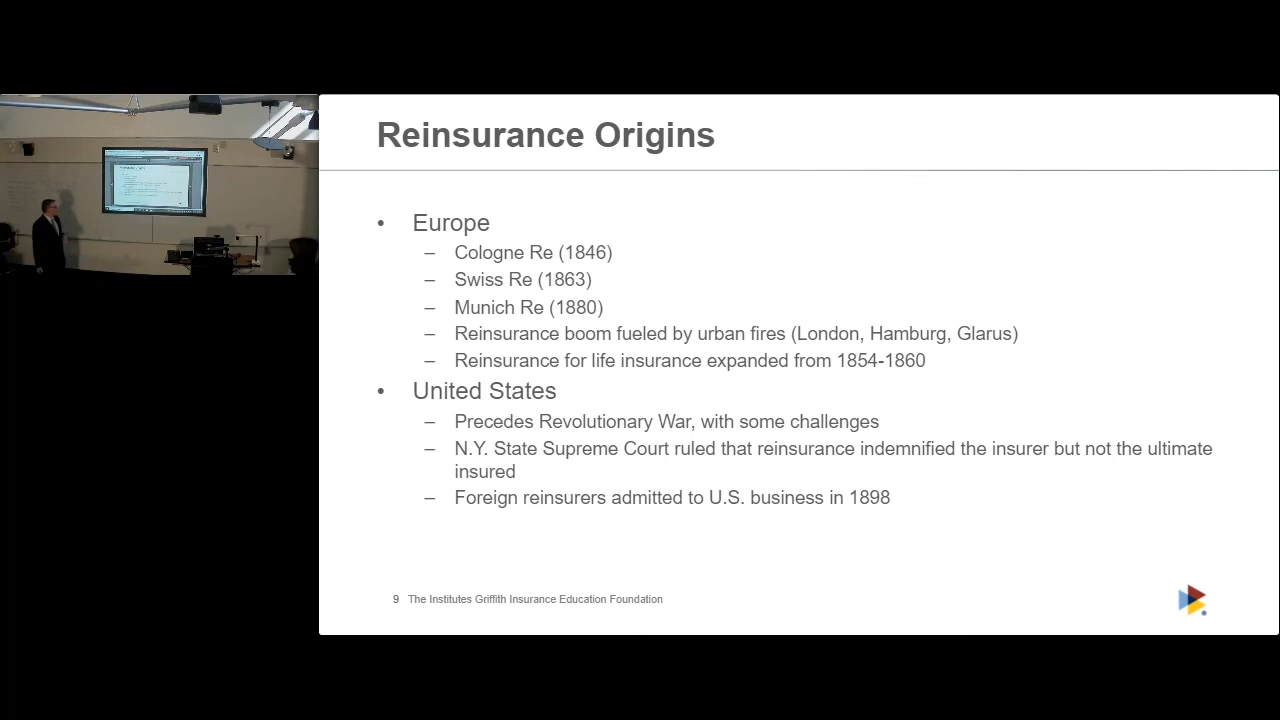 Reinsurance Origins
• Europe
– Cologne Re (1846)
– Swiss Re (1863)
– Munich Re (1880)
– Reinsurance boom fueled by urban fires (London, Hamburg, Glarus)
– Reinsurance for life insurance expanded from 1854-1860
• United States
– Precedes Revolutionary War, with some challenges
– N.Y. State Supreme Court ruled that reinsurance indemnified the insurer but not the ultimate
insured
– Foreign reinsurers admitted to U.S. business in 1898
9 The Institutes Griffith Insurance Education Foundation